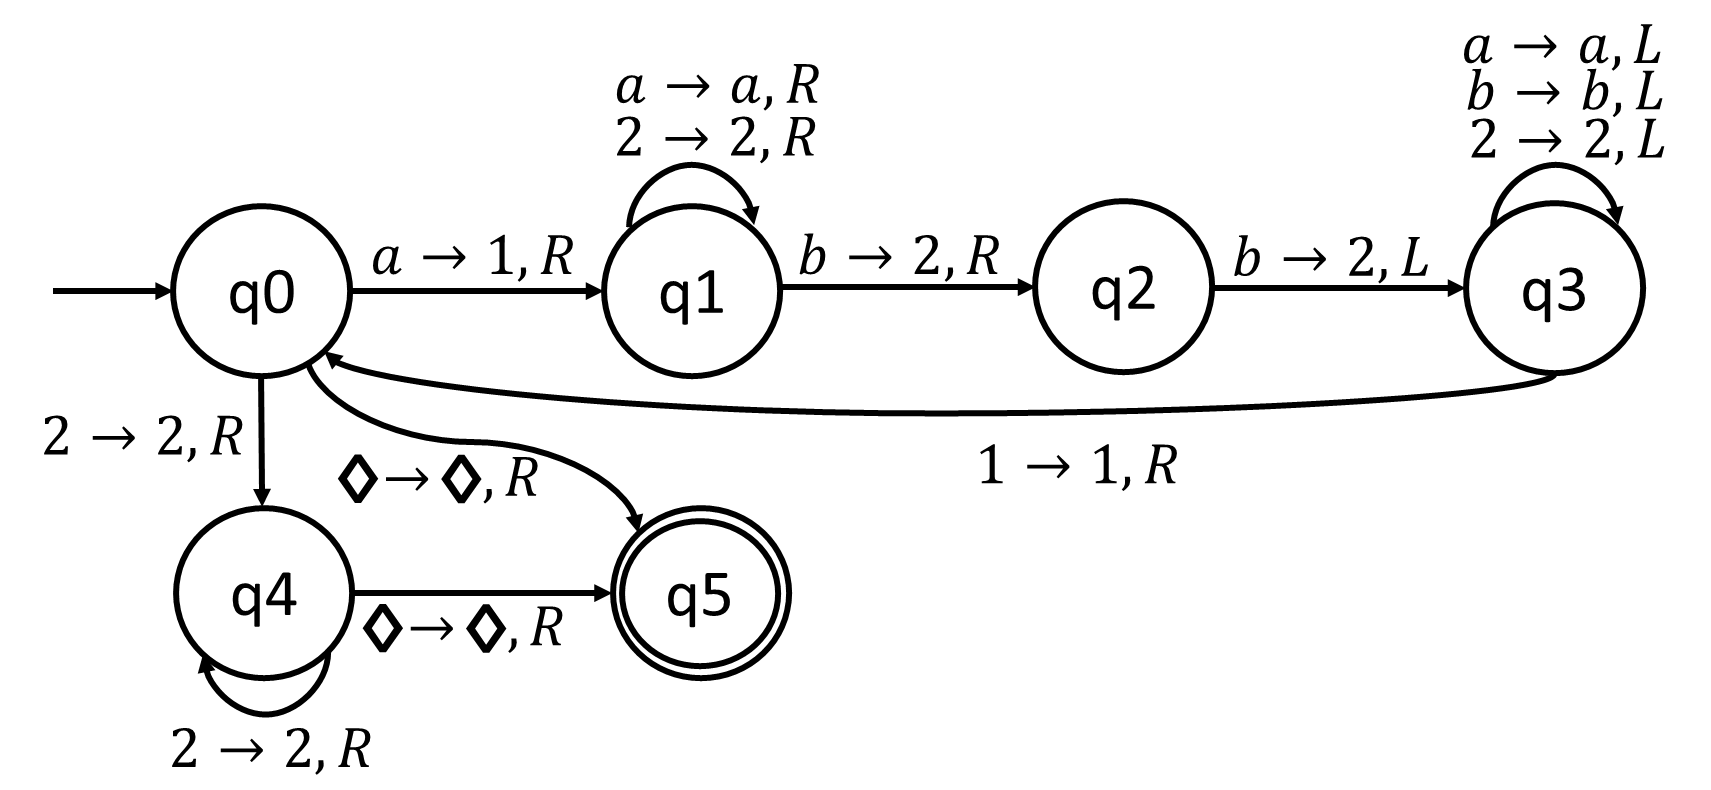 a → a, L
b → b, L
2 → 2, L
a → a, R
2 → 2, R
q0
a → 1, R
q1
b → 2, R
q2
b → 2, L
q3
2 → 2, R
◊ → ◊, R
1 → 1, R
q4
◊ → ◊, R
q5
2 → 2, R